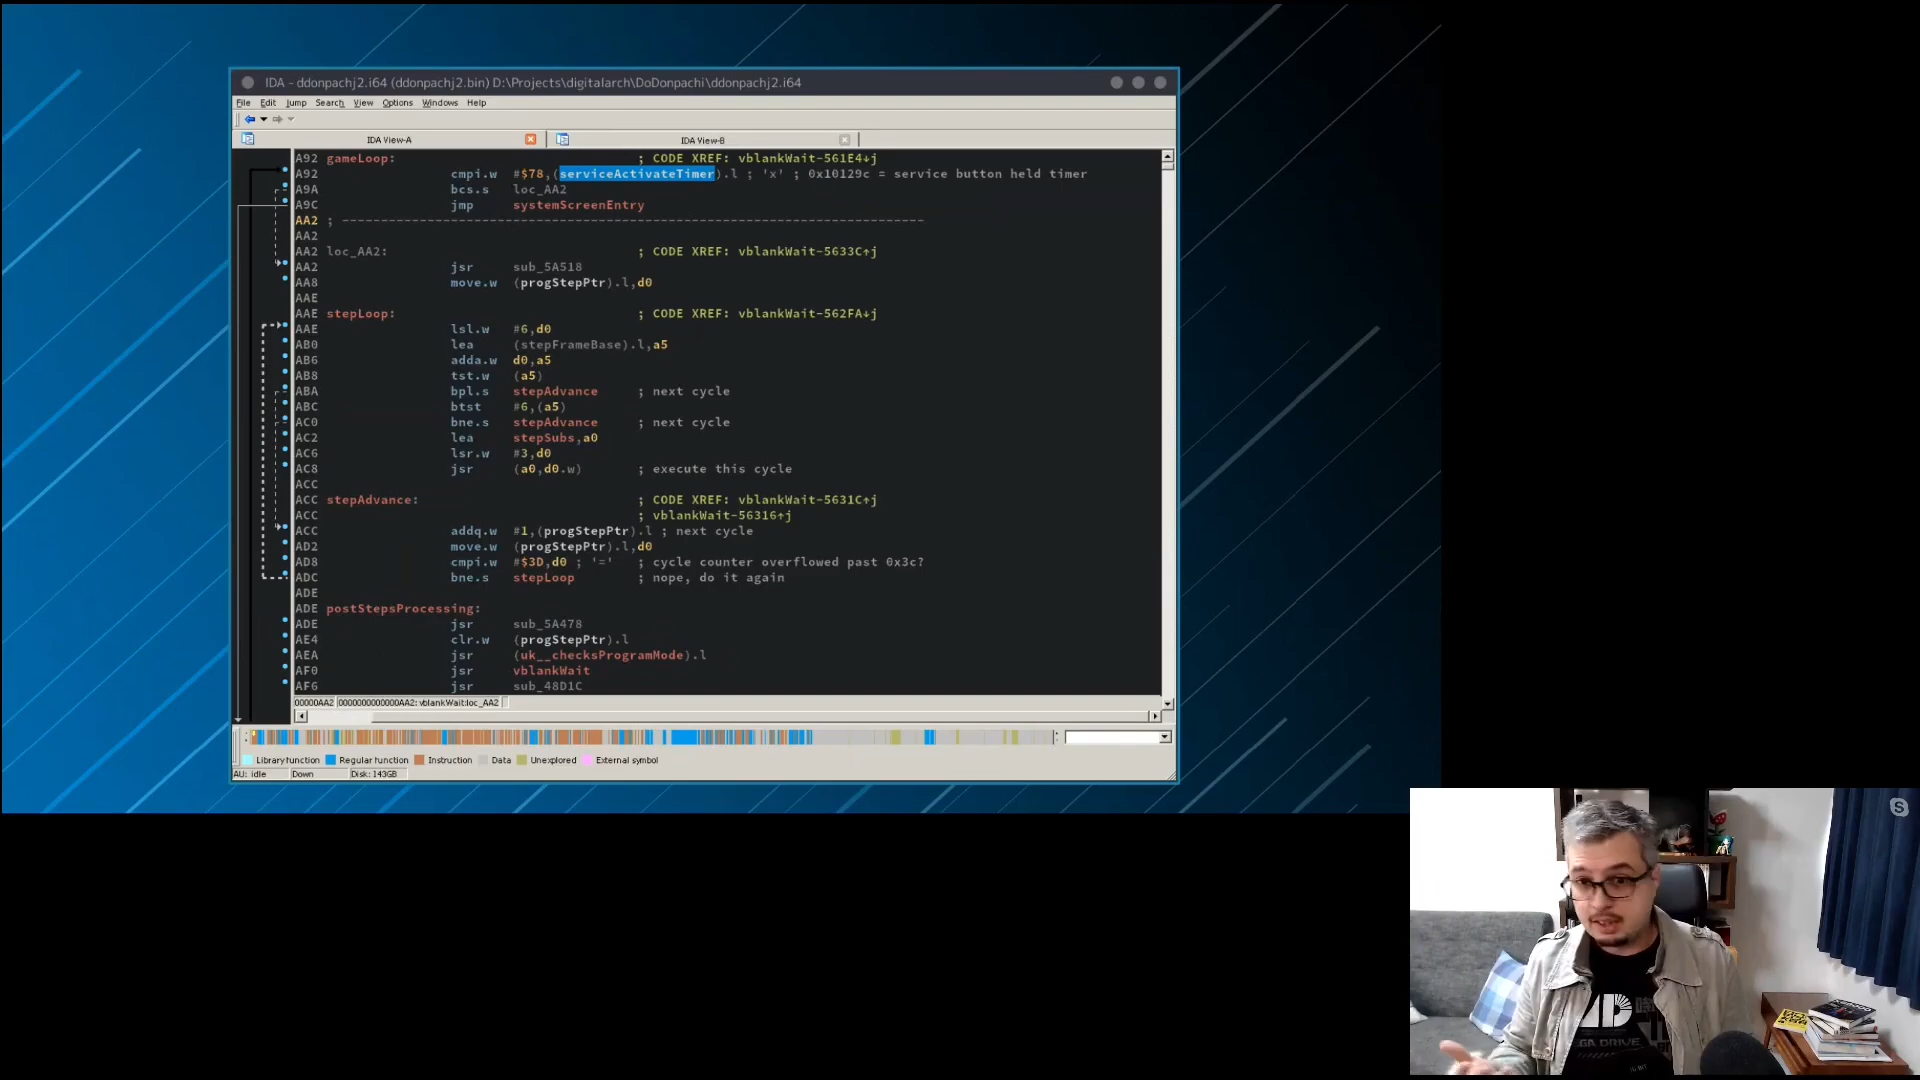 IDA - ddonpachj2.i64 (ddonpachj2.bin) D:\Projects\digitalarch\DoDonpachi\ddonpachj2.i64
File Edit Jump Search View Options Windows Help
IDA View-A IDA View-B
A92 gameLoop: ; CODE XREF: vblankWait-561E4↓j
A92 cmpi.w #$78,(serviceActivateTimer).l ; 'x' ; 0x10129c = service button held timer
A9A bcs.s loc_AA2
A9C jmp systemScreenEntry
AA2 ; ---------------------------------------------------------------------------
AA2
AA2 loc_AA2: ; CODE XREF: vblankWait-5633C↑j
AA2 jsr sub_5A518
AA8 move.w (progStepPtr).l,d0
AAE
AAE stepLoop: ; CODE XREF: vblankWait-562FA↓j
AAE lsl.w #6,d0
AB0 lea (stepFrameBase).l,a5
AB6 adda.w d0,a5
AB8 tst.w (a5)
ABA bpl.s stepAdvance ; next cycle
ABC btst #6,(a5)
AC0 bne.s stepAdvance ; next cycle
AC2 lea stepSubs,a0
AC6 lsr.w #3,d0
AC8 jsr (a0,d0.w) ; execute this cycle
ACC
ACC stepAdvance: ; CODE XREF: vblankWait-5631C↑j
ACC ; vblankWait-56316↑j
ACC addq.w #1,(progStepPtr).l ; next cycle
AD2 move.w (progStepPtr).l,d0
AD8 cmpi.w #$3D,d0 ; '=' ; cycle counter overflowed past 0x3c?
ADC bne.s stepLoop ; nope, do it again
ADE
ADE postStepsProcessing:
ADE jsr sub_5A478
AE4 clr.w (progStepPtr).l
AEA jsr (uk__checksProgramMode).l
AF0 jsr vblankWait
AF6 jsr sub_48D1C
00000AA2 0000000000000AA2: vblankWait:loc_AA2
Library function Regular function Instruction Data Unexplored External symbol
AU: idle Down Disk: 143GB
S
MEGA DRIVE